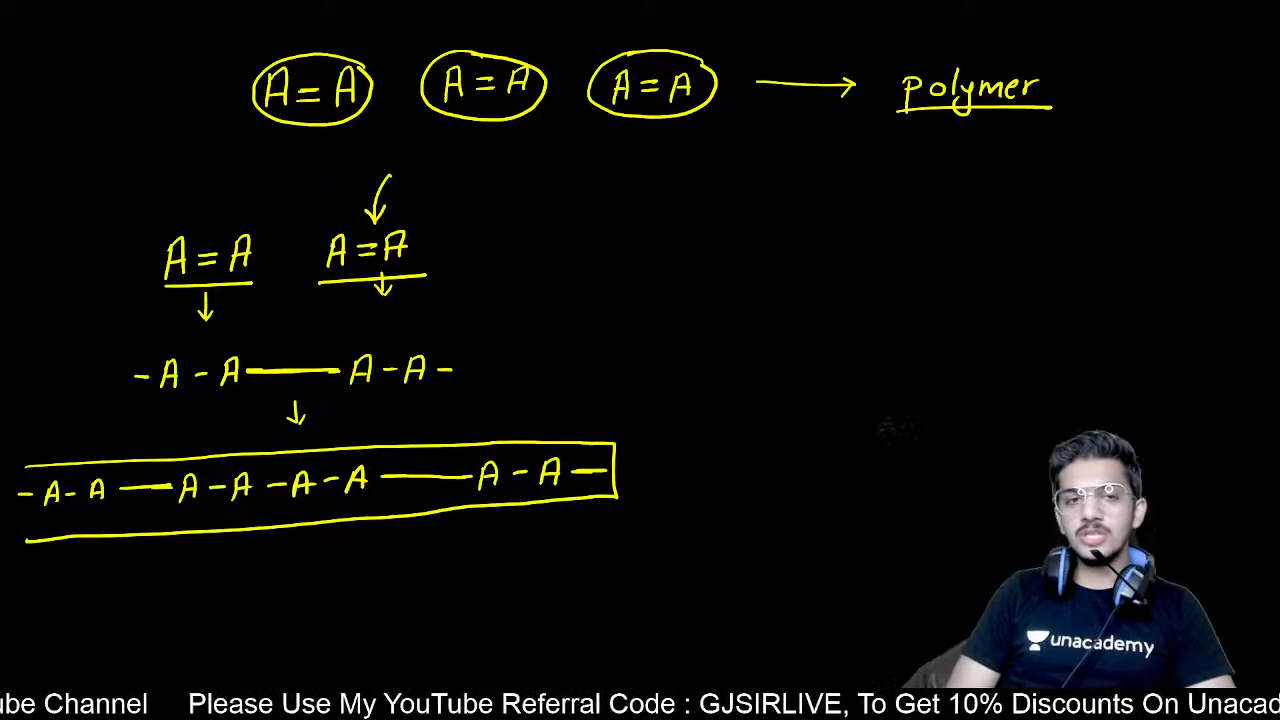 A = A A = A A = A → polymer
A = A A = A
- A - A — A - A -
- A - A — A - A - A - A — A - A —
unacademy
ube Channel Please Use My YouTube Referral Code : GJSIRLIVE, To Get 10% Discounts On Unacad